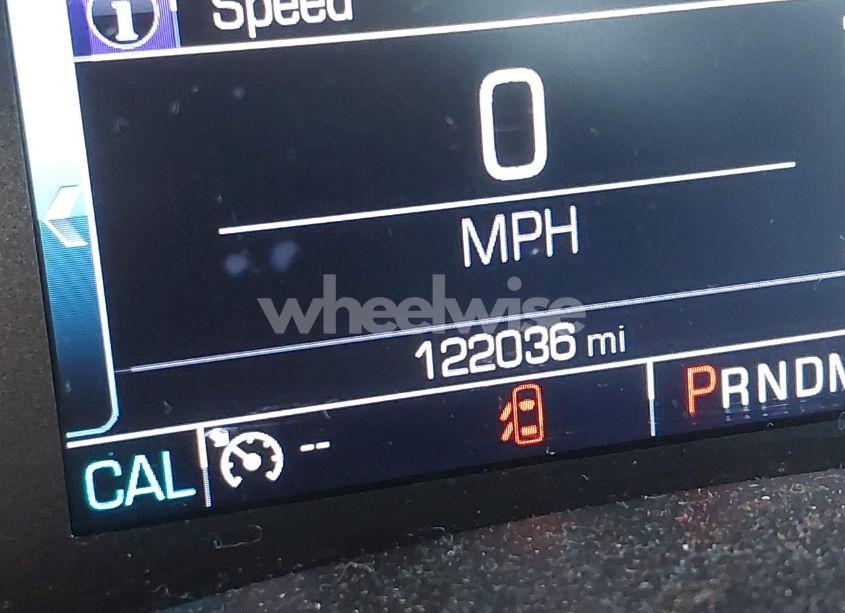 Speed
0
MPH
wheelwise
122036 mi
PRNDM
CAL
--